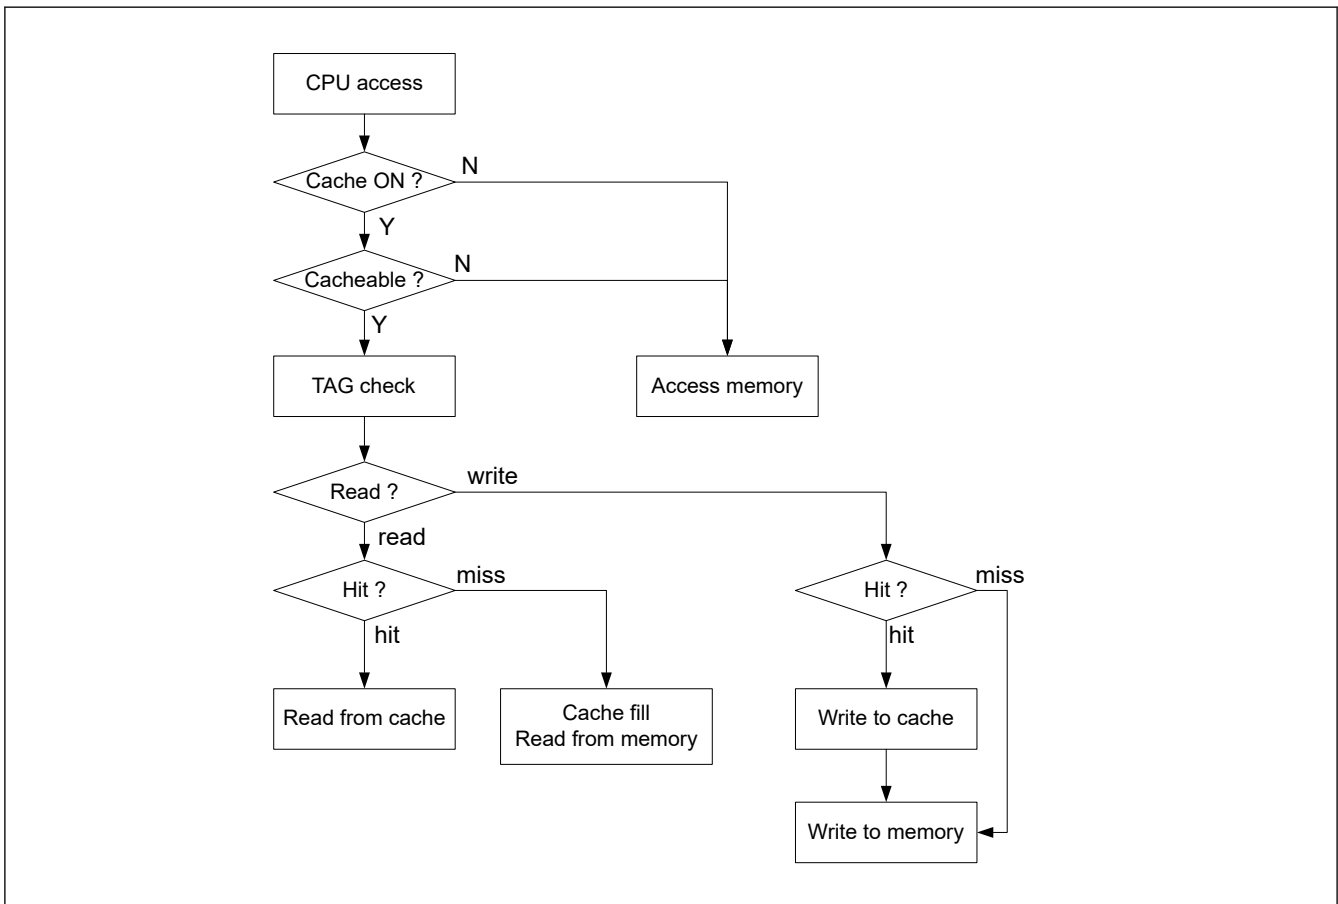 CPU access
Cache ON ?
N
Y
Cacheable ?
N
Y
TAG check
Access memory
Read ?
write
read
Hit ?
miss
Hit ?
miss
hit
hit
Read from cache
Cache fill
Read from memory
Write to cache
Write to memory